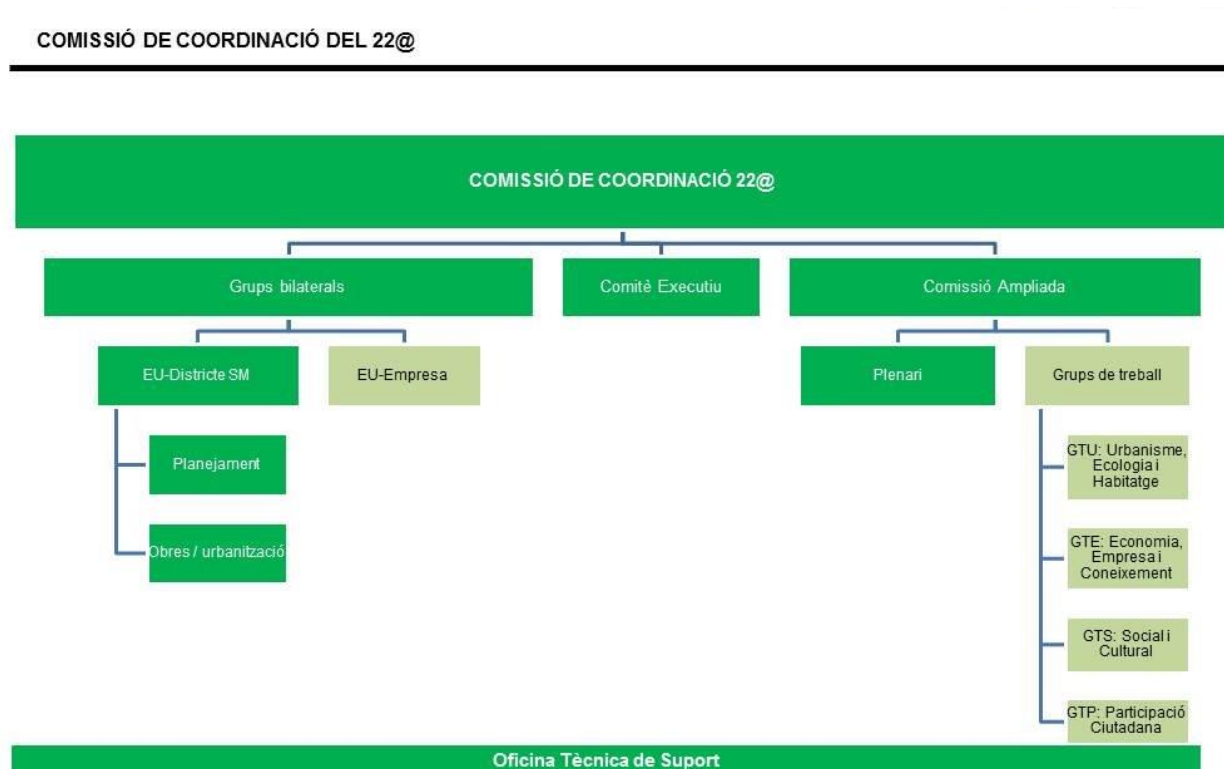 COMISSIÓ DE COORDINACIÓ DEL 22@
COMISSIÓ DE COORDINACIÓ 22@
Grups bilaterals
Comitè Executiu
Comissió Ampliada
EU-Districte SM
EU-Empresa
Plenari
Grups de treball
Planejament
Obres / urbanització
GTU: Urbanisme,
Ecologia i
Habitatge
GTE: Economia,
Empresa i
Coneixement
GTS: Social i
Cultural
GTP: Participació
Ciutadana
Oficina Tècnica de Suport